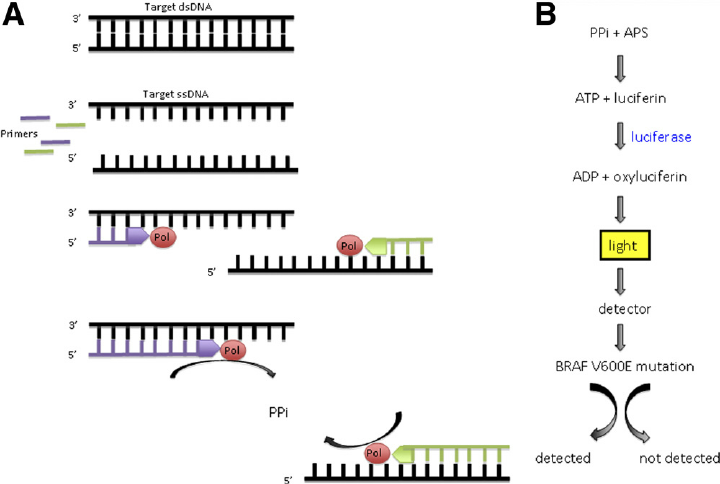 A
Target dsDNA
3’
5’
Target ssDNA
3’
Primers
5’
3’
5’
Pol
Pol
5’
3’
5’
Pol
PPi
Pol
5’
B
PPi + APS
ATP + luciferin
luciferase
ADP + oxyluciferin
light
detector
BRAF V600E mutation
detected
not detected